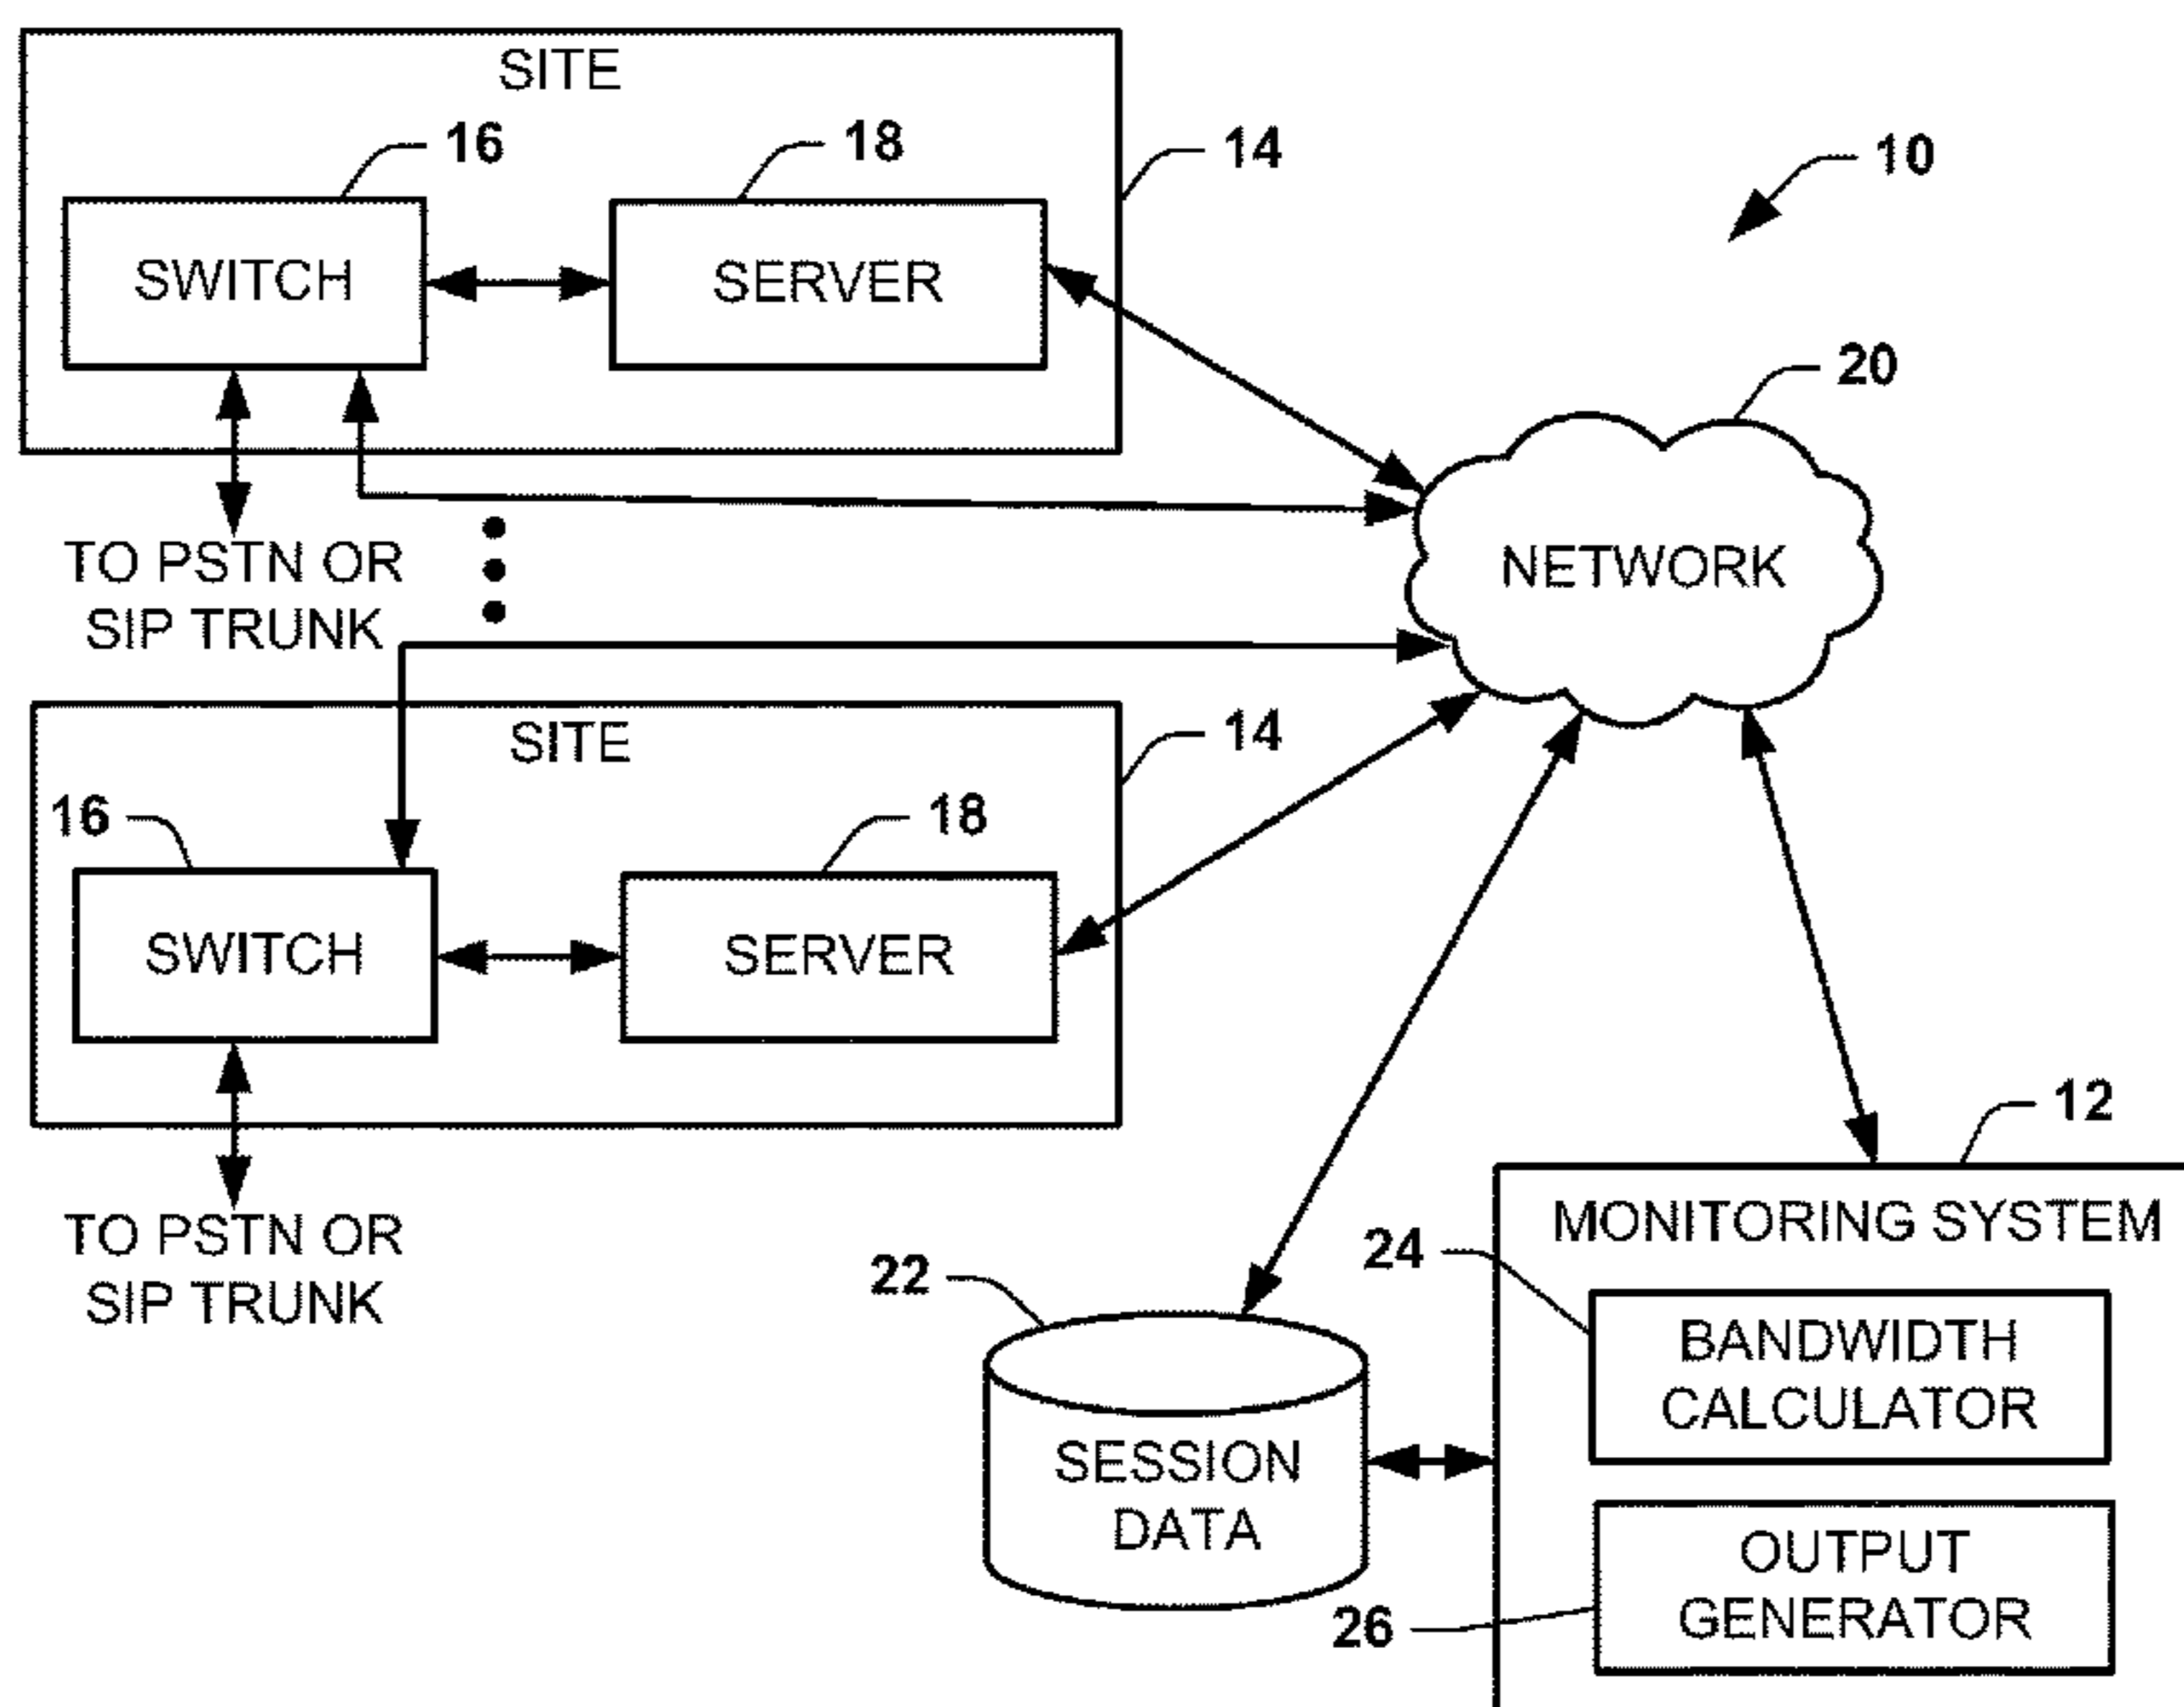 SITE
16
18
14
10
SWITCH
SERVER
20
TO PSTN OR
SIP TRUNK
NETWORK
SITE
14
16
18
SWITCH
SERVER
TO PSTN OR
SIP TRUNK
12
MONITORING SYSTEM
22
24
BANDWIDTH
CALCULATOR
SESSION
DATA
OUTPUT
GENERATOR
26